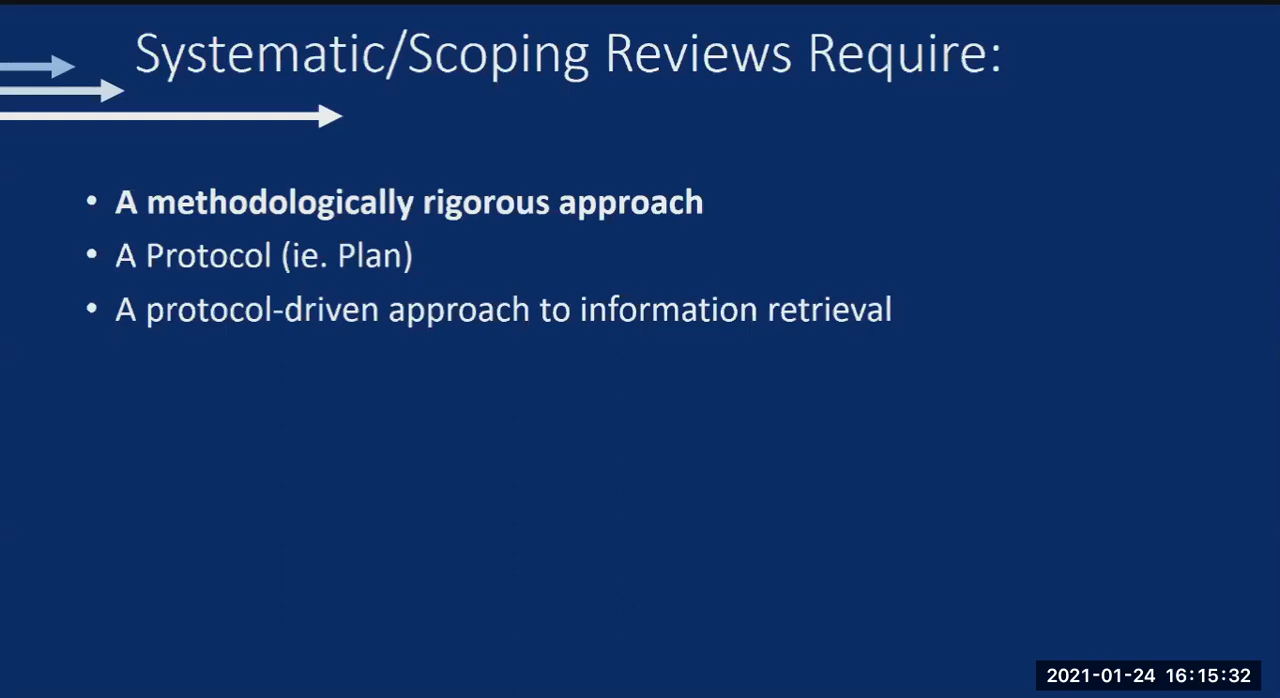 Systematic/Scoping Reviews Require:
• A methodologically rigorous approach
• A Protocol (ie. Plan)
• A protocol-driven approach to information retrieval
2021-01-24 16:15:32